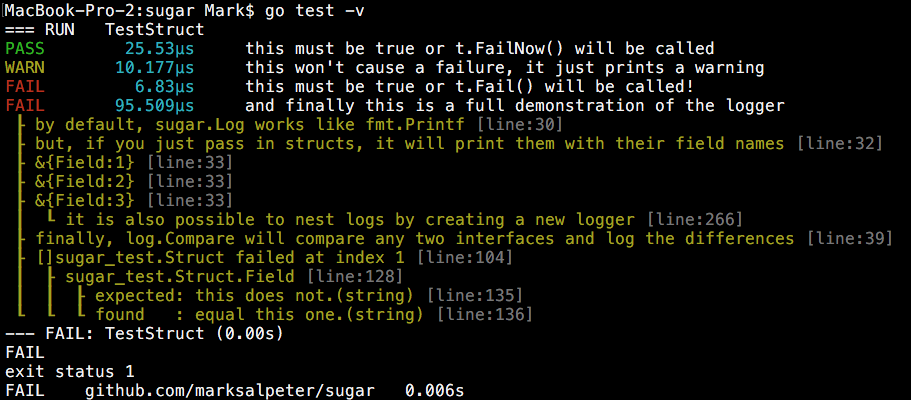 MacBook-Pro-2:sugar Mark$ go test -v
=== RUN   TestStruct
PASS        25.53µs     this must be true or t.FailNow() will be called
WARN       10.177µs     this won't cause a failure, it just prints a warning
FAIL         6.83µs     this must be true or t.Fail() will be called!
FAIL       95.509µs     and finally this is a full demonstration of the logger
┠ by default, sugar.Log works like fmt.Printf [line:30]
┠ but, if you just pass in structs, it will print them with their field names [line:32]
┠ &{Field:1} [line:33]
┠ &{Field:2} [line:33]
┠ &{Field:3} [line:33]
┃  ┖ it is also possible to nest logs by creating a new logger [line:266]
┠ finally, log.Compare will compare any two interfaces and log the differences [line:39]
┠ []sugar_test.Struct failed at index 1 [line:104]
┃  ┠ sugar_test.Struct.Field [line:128]
┃  ┃  ┠ expected: this does not.(string) [line:135]
┖  ┖  ┖ found   : equal this one.(string) [line:136]
--- FAIL: TestStruct (0.00s)
FAIL
exit status 1
FAIL    github.com/marksalpeter/sugar   0.006s